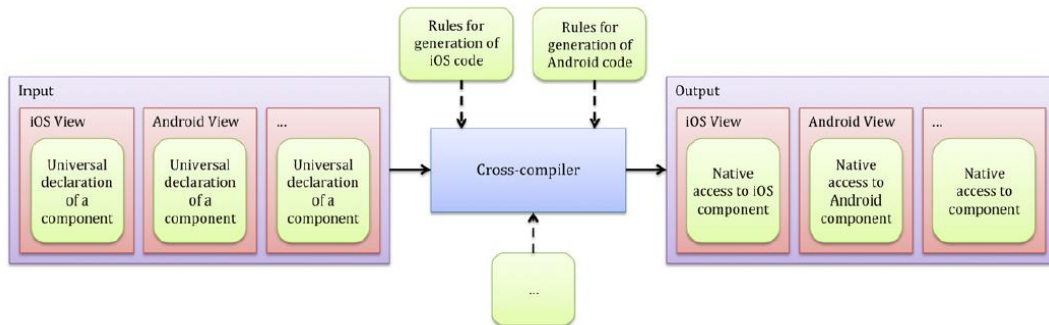 Rules for
generation of
iOS code
Rules for
generation of
Android code
Input
iOS View
Universal
declaration
of a
component
Android View
Universal
declaration
of a
component
...
Universal
declaration
of a
component
Cross-compiler
...
Output
iOS View
Native
access to iOS
component
Android View
Native
access to
Android
component
...
Native
access to
component